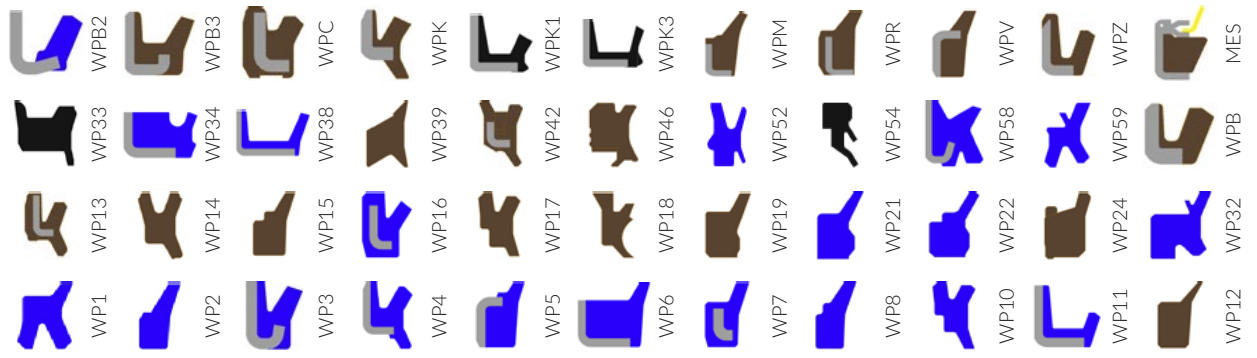 WPB2 WPB3 WPC WPK WPK1 WPK3 WPM WPR WPV WPZ MES
WP33 WP34 WP38 WP39 WP42 WP46 WP52 WP54 WP58 WP59 WPB
WP13 WP14 WP15 WP16 WP17 WP18 WP19 WP21 WP22 WP24 WP32
WP1 WP2 WP3 WP4 WP5 WP6 WP7 WP8 WP10 WP11 WP12